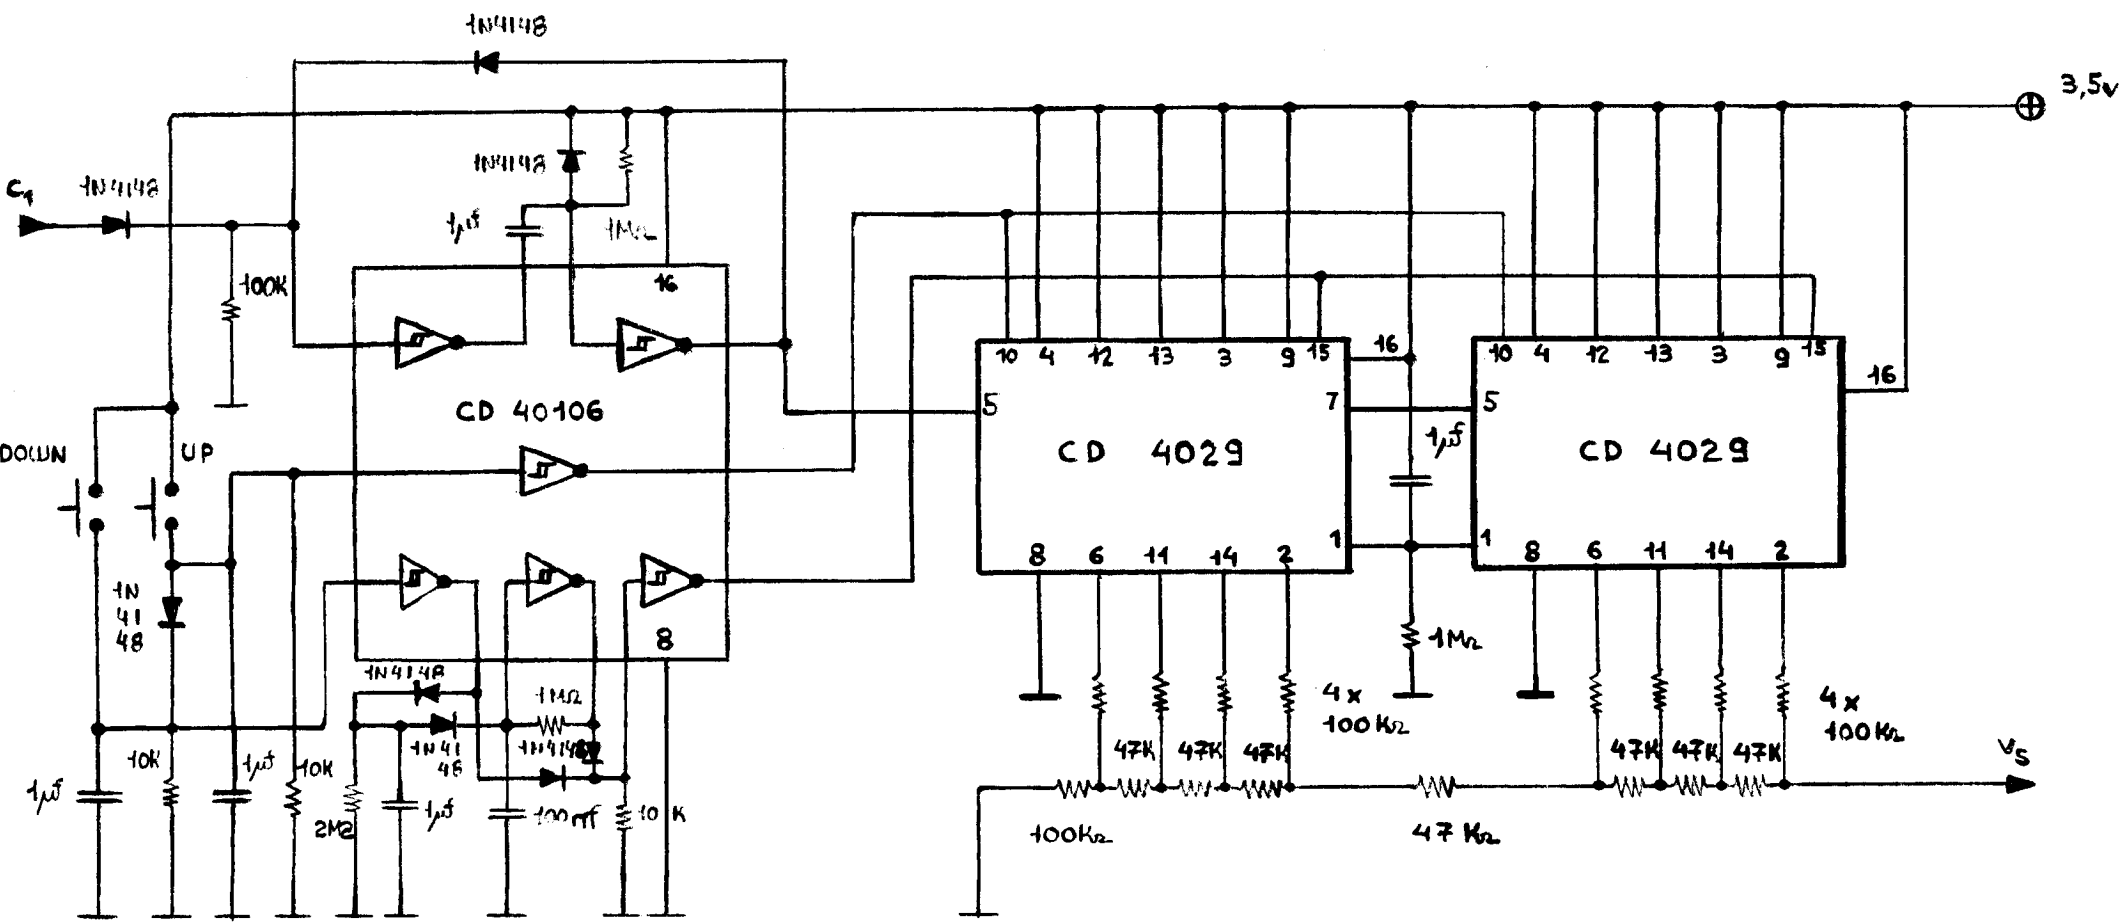 1N4148
3,5v
C1
1N4148
1N4148
1µf
1MΩ
100K
16
CD 40106
DOWN
UP
1N
41
48
8
10 4 12 13 3 9 15
16
5
7
CD 4029
1µf
8 6 11 14 2
1
10 4 12 13 3 9 15
16
5
CD 4029
1
8 6 11 14 2
1N4148
1MΩ
1N41
48
1N4148
10K
1µf
1µf
10K
2M2
1µf
100nf
10 K
1MΩ
4x
100KΩ
4x
100KΩ
47K 47K 47K
47K 47K 47K
100KΩ
47KΩ
VS